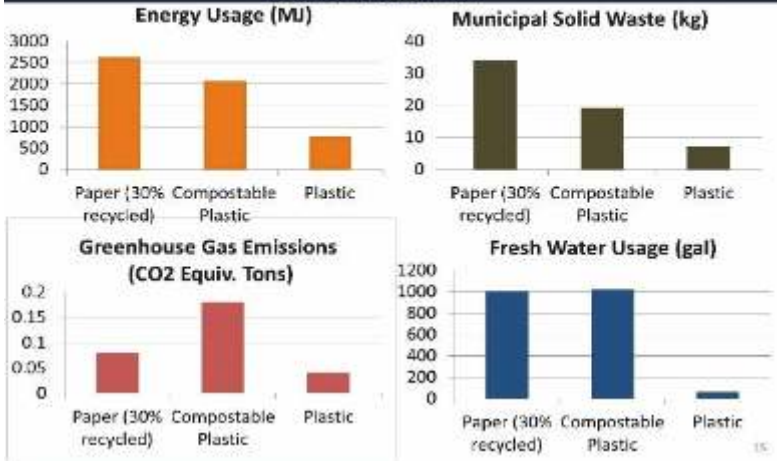 Energy Usage (MJ)
3000
2500
2000
1500
1000
500
0
Paper (30% recycled)
Compostable Plastic
Plastic
Municipal Solid Waste (kg)
40
30
20
10
0
Paper (30% recycled)
Compostable Plastic
Plastic
Greenhouse Gas Emissions
(CO2 Equiv. Tons)
0.2
0.15
0.1
0.05
0
Paper (30% recycled)
Compostable Plastic
Plastic
Fresh Water Usage (gal)
1200
1000
800
600
400
200
0
Paper (30% recycled)
Compostable Plastic
Plastic
15